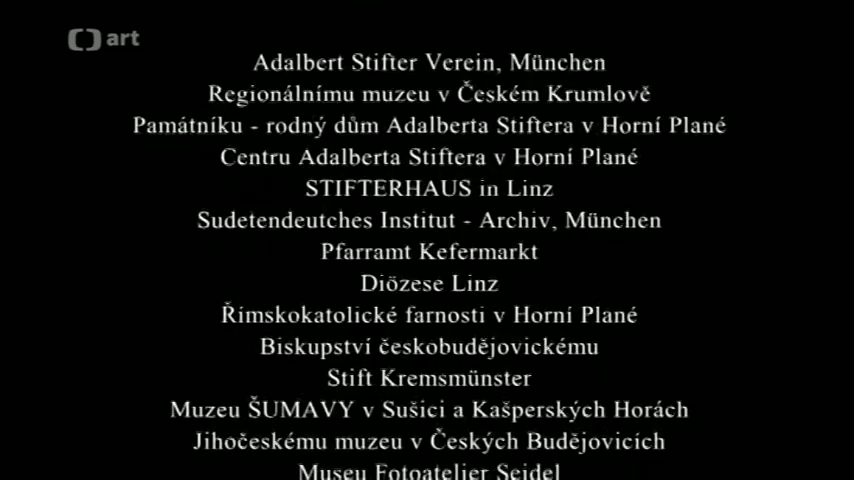 art
Adalbert Stifter Verein, München
Regionálnímu muzeu v Českém Krumlově
Památníku - rodný dům Adalberta Stiftera v Horní Plané
Centru Adalberta Stiftera v Horní Plané
STIFTERHAUS in Linz
Sudetendeutches Institut - Archiv, München
Pfarramt Kefermarkt
Diözese Linz
Římskokatolické farnosti v Horní Plané
Biskupství českobudějovickému
Stift Kremsmünster
Muzeu ŠUMAVY v Sušici a Kašperských Horách
Jihočeskému muzeu v Českých Budějovicích
Museu Fotoatelier Seidel